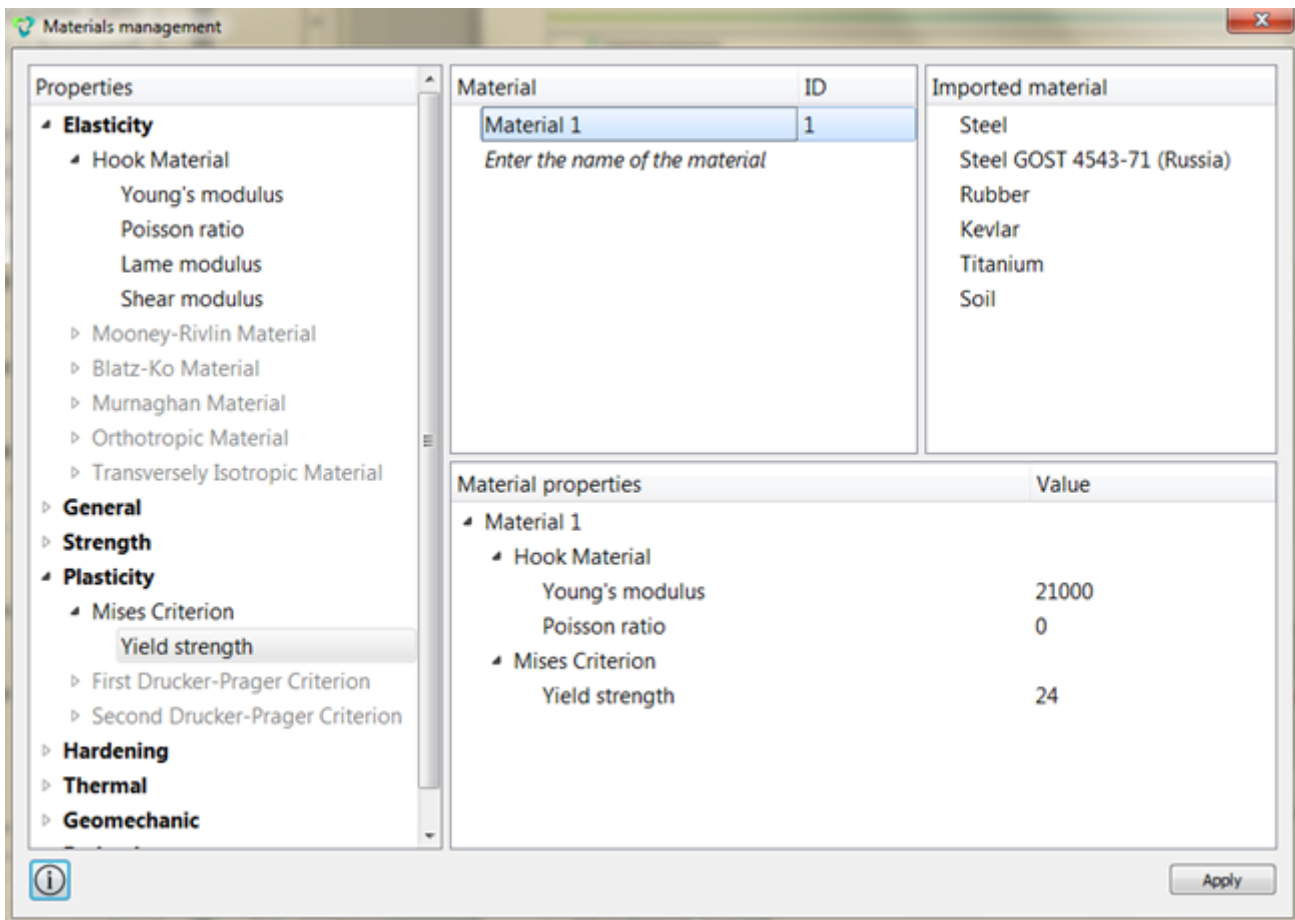 Materials management
Properties
Elasticity
Hook Material
Young's modulus
Poisson ratio
Lame modulus
Shear modulus
Mooney-Rivlin Material
Blatz-Ko Material
Murnaghan Material
Orthotropic Material
Transversely Isotropic Material
General
Strength
Plasticity
Mises Criterion
Yield strength
First Drucker-Prager Criterion
Second Drucker-Prager Criterion
Hardening
Thermal
Geomechanic
Material ID
Material 1 1
Enter the name of the material
Imported material
Steel
Steel GOST 4543-71 (Russia)
Rubber
Kevlar
Titanium
Soil
Material properties Value
Material 1
Hook Material
Young's modulus 21000
Poisson ratio 0
Mises Criterion
Yield strength 24
Apply